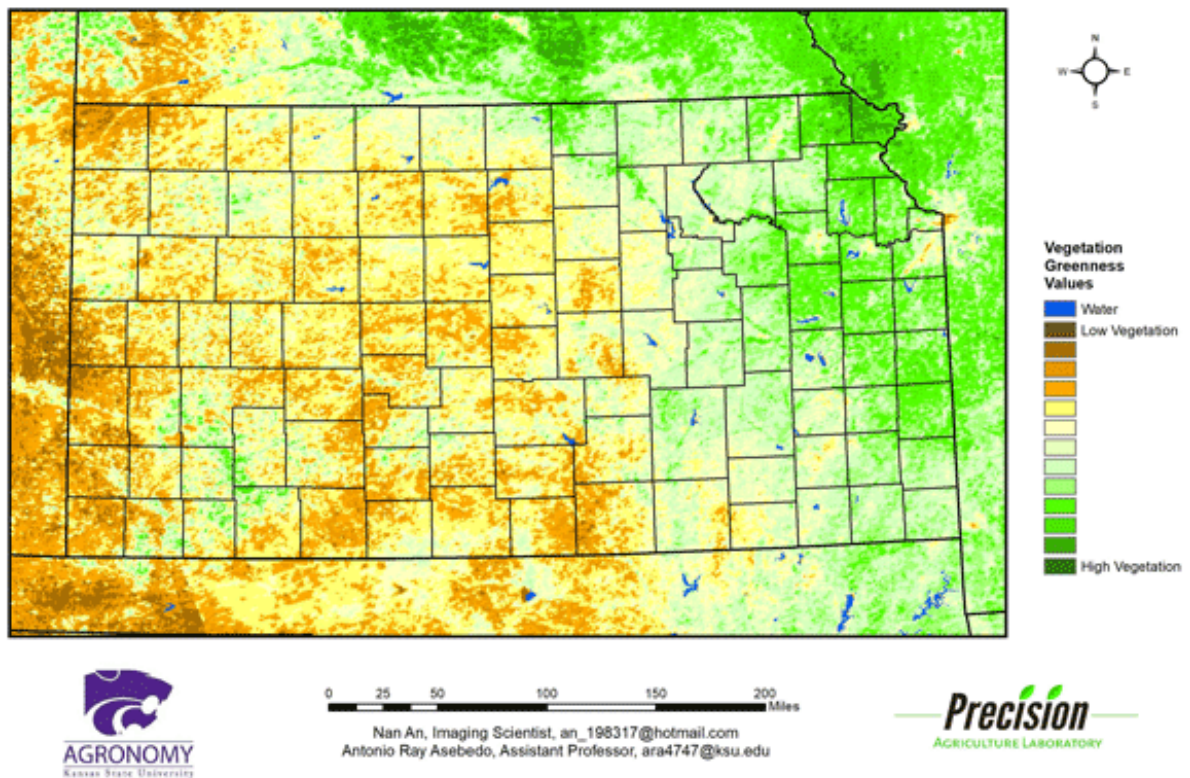 N
W E
S
Vegetation
Greenness
Values
Water
Low Vegetation
High Vegetation
0 25 50 100 150 200
Miles
Nan An, Imaging Scientist, an_198317@hotmail.com
Antonio Ray Asebedo, Assistant Professor, ara4747@ksu.edu
AGRONOMY
Kansas State University
Precision
AGRICULTURE LABORATORY